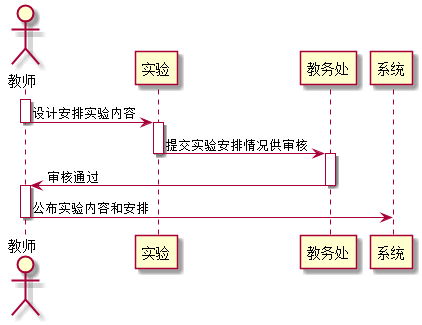 教师
实验
教务处
系统
设计安排实验内容
提交实验安排情况供审核
审核通过
公布实验内容和安排
教师
实验
教务处
系统